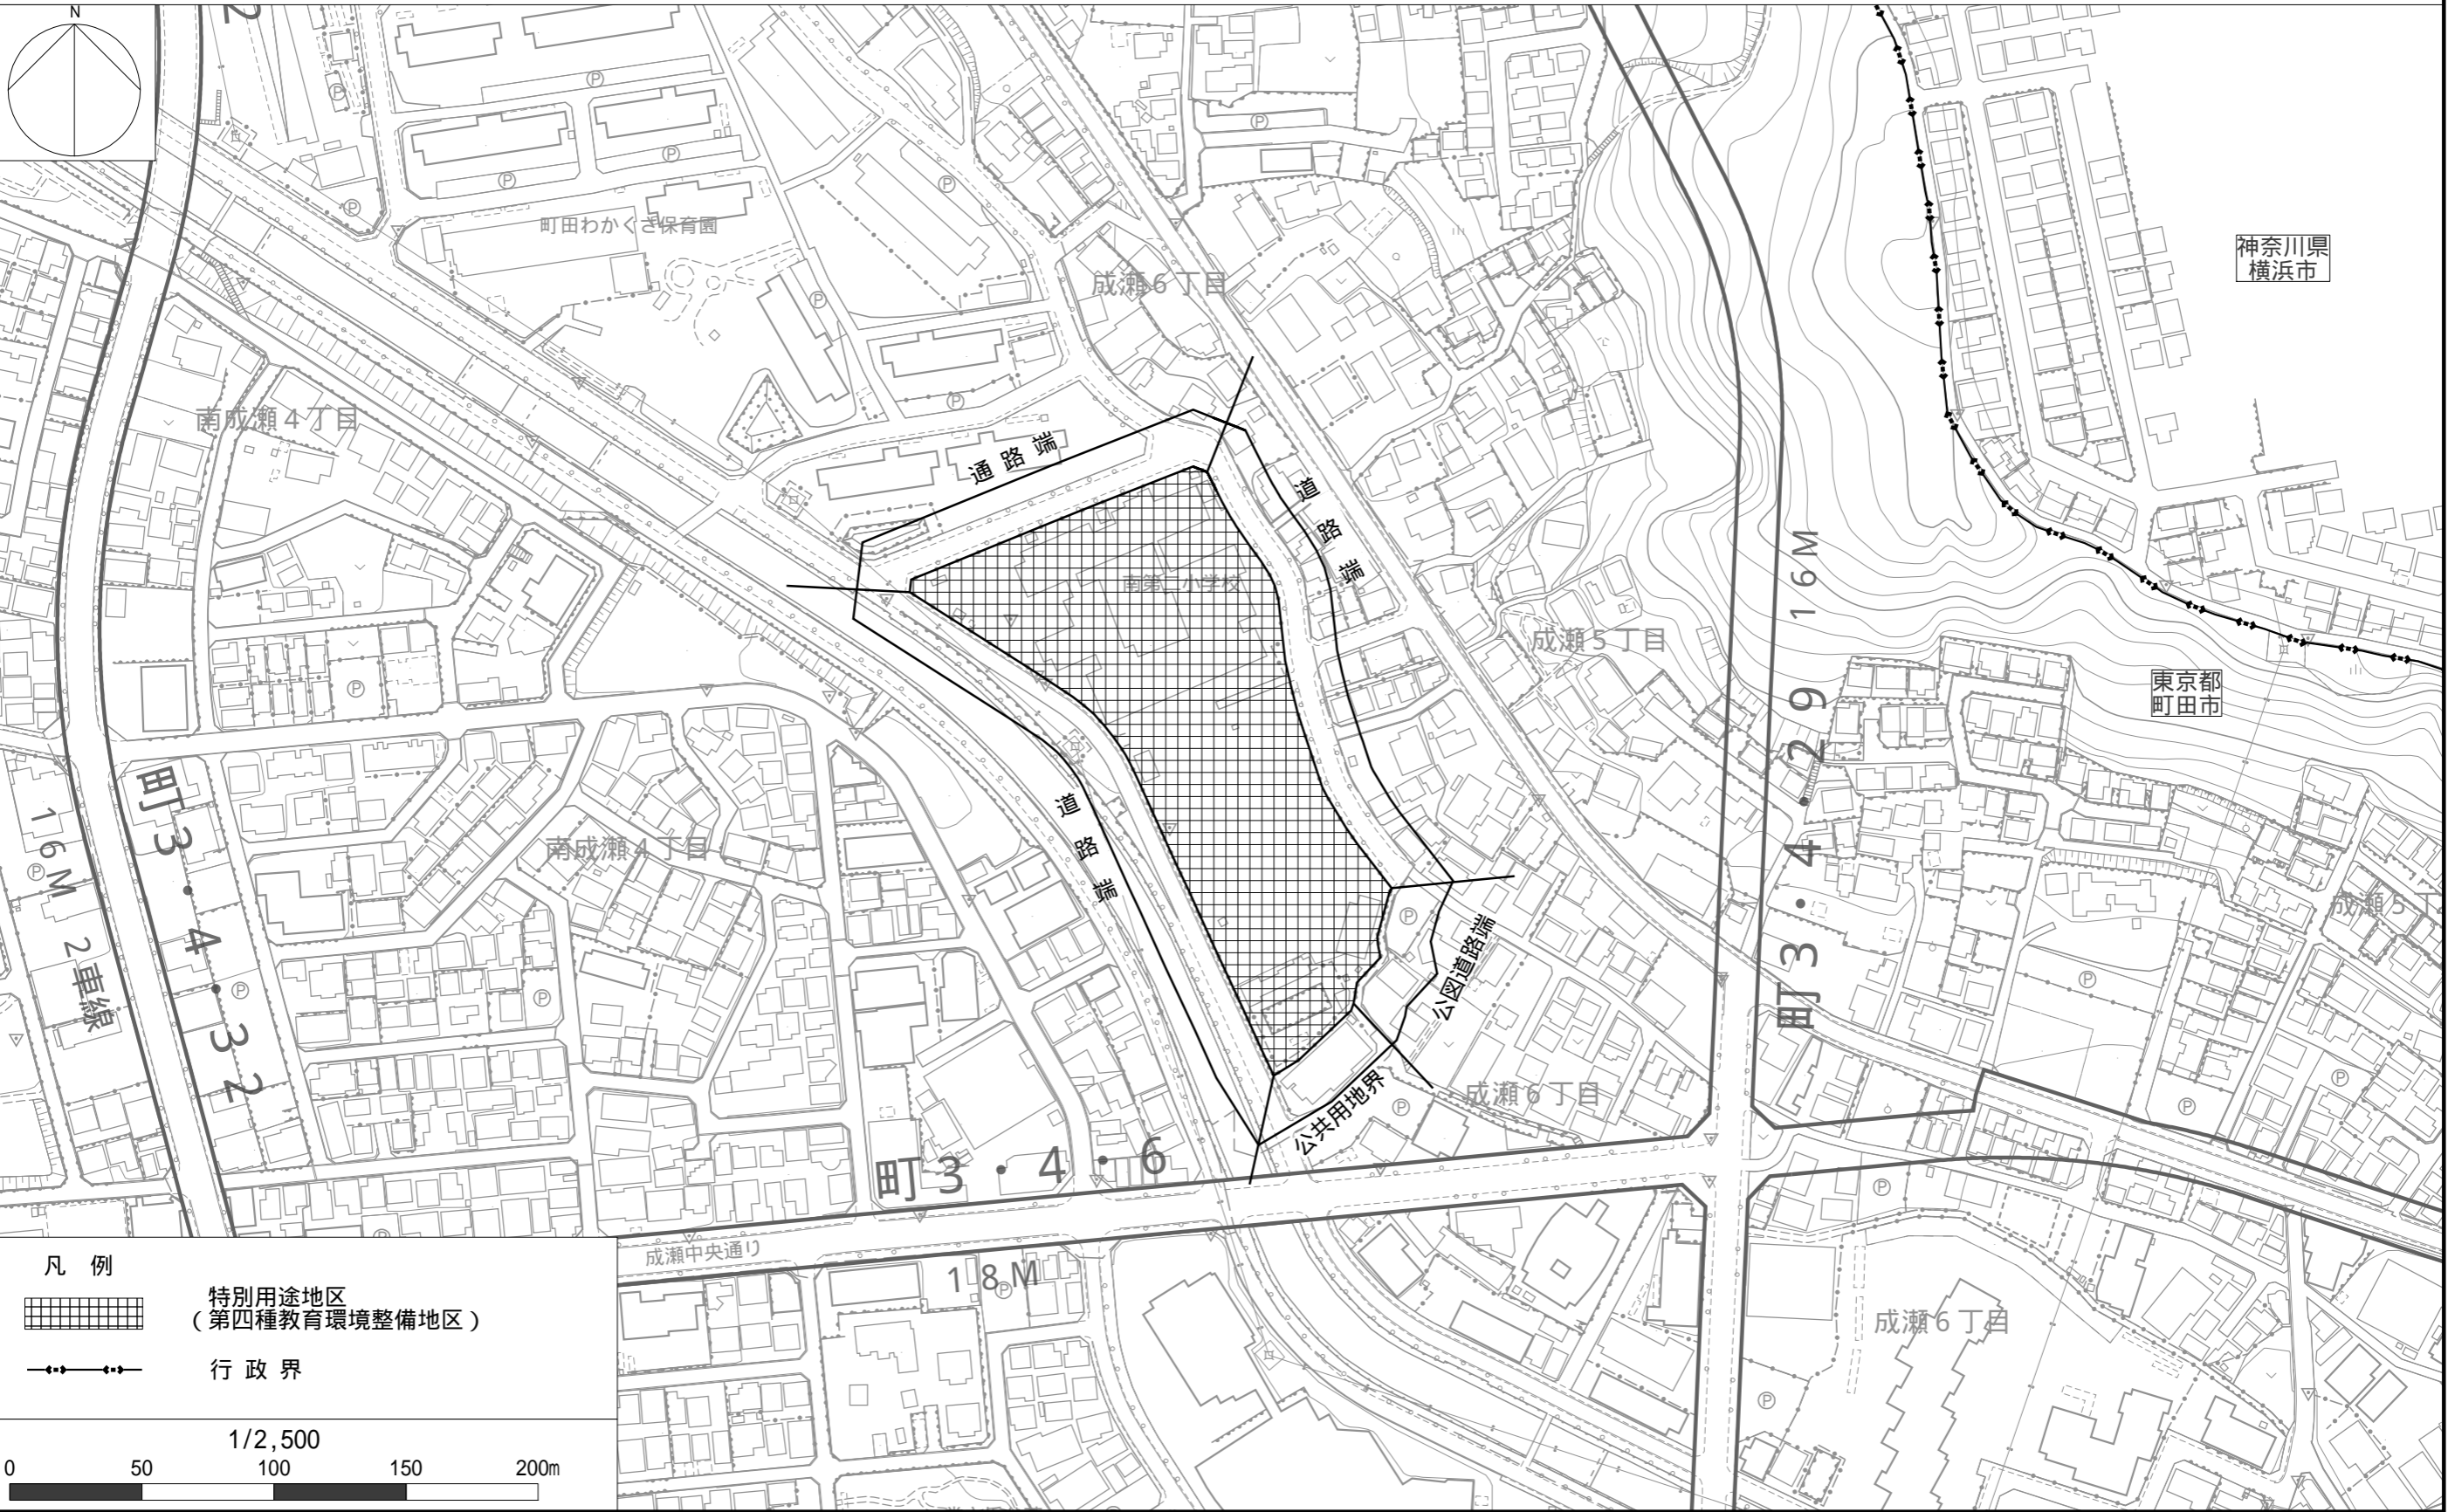 N
町田わかくさ保育園
成瀬6丁目
神奈川県
横浜市
南成瀬4丁目
通路端
道路端
南第二小学校
16M
成瀬5丁目
東京都
町田市
町3・4・29
町3・4・32
16M 2車線
南成瀬4丁目
道路端
成瀬5丁
公図道路端
成瀬6丁目
公共用地界
町3・4・6
成瀬中央通り
18M
成瀬6丁目
凡 例
特別用途地区
(第四種教育環境整備地区)
行 政 界
1/2,500
0 50 100 150 200m